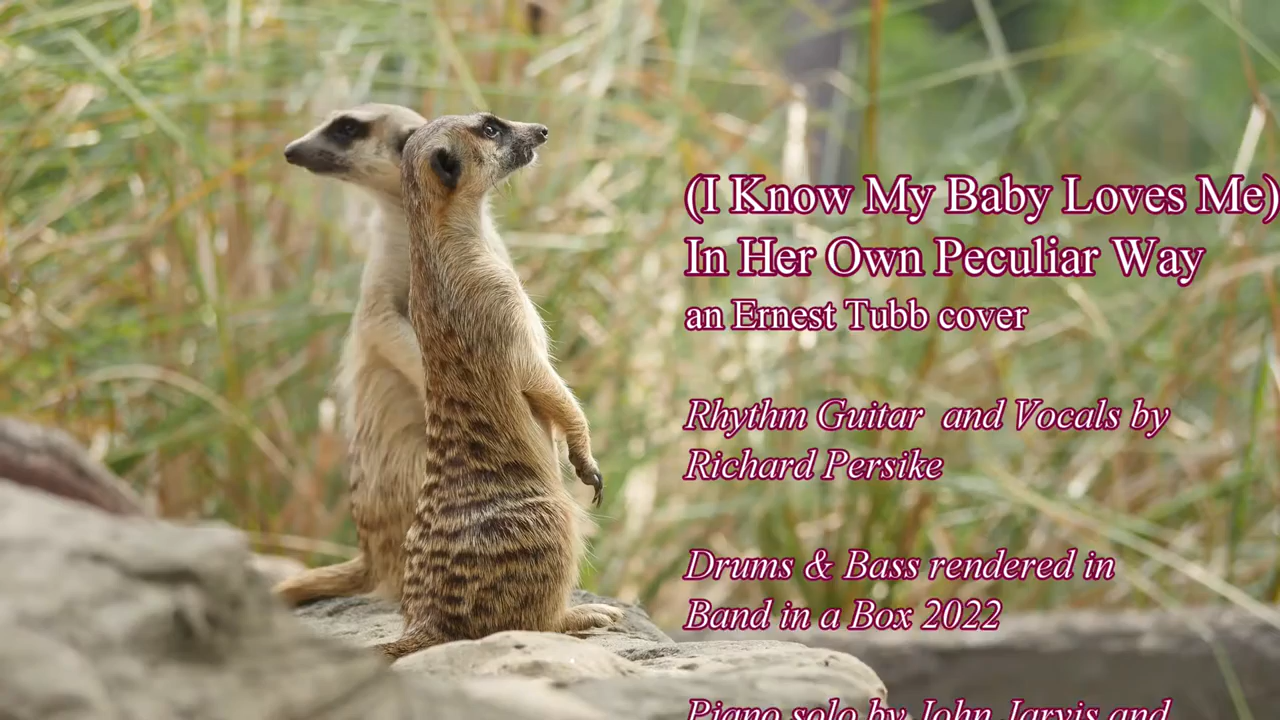 (I Know My Baby Loves Me)
In Her Own Peculiar Way
an Ernest Tubb cover
Rhythm Guitar and Vocals by
Richard Persike
Drums & Bass rendered in
Band in a Box 2022
Piano solo by John Jarvis and